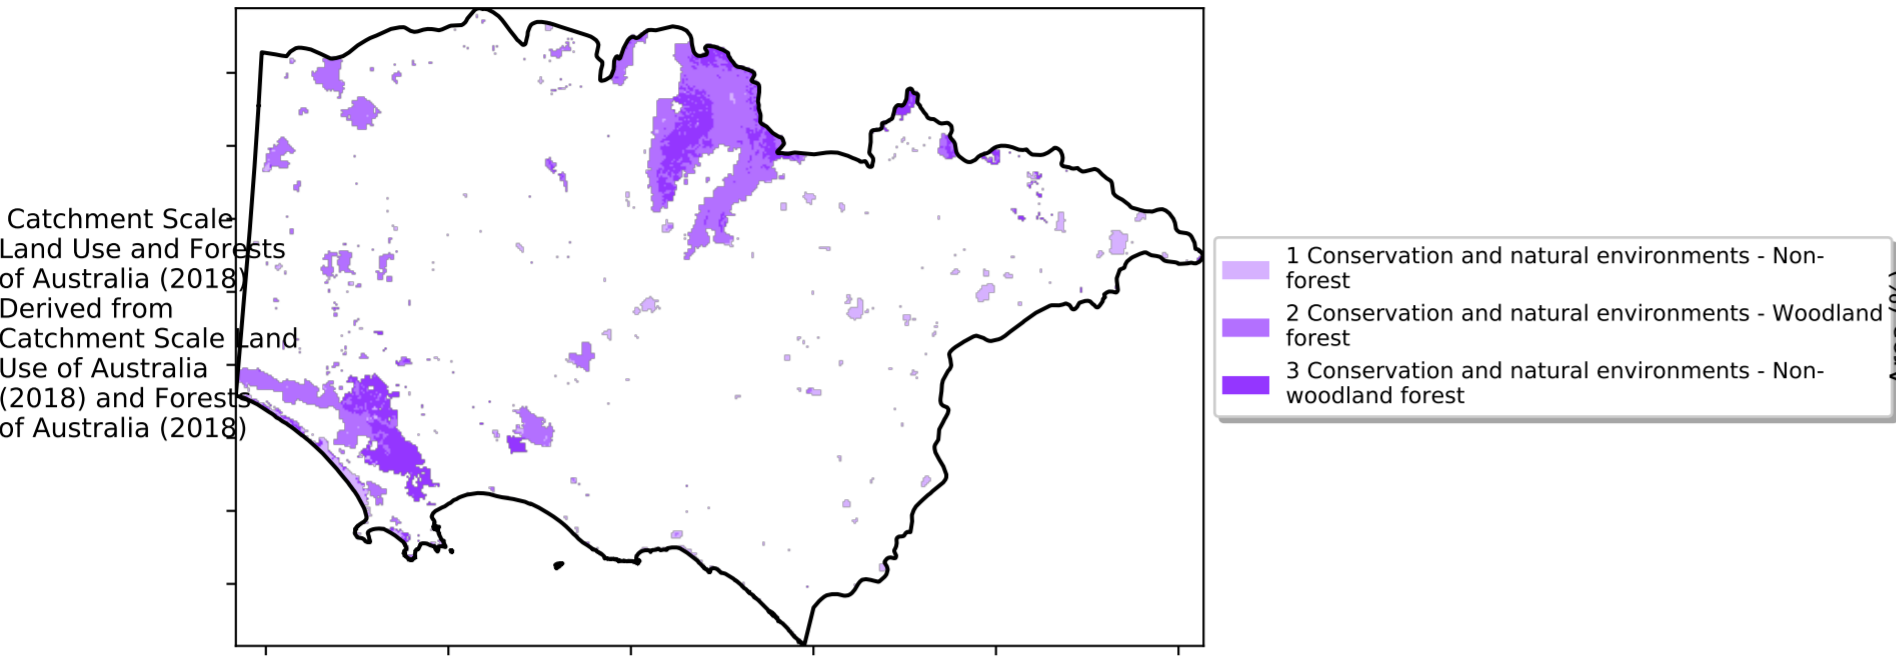 Catchment Scale
Land Use and Forests
of Australia (2018)
Derived from
Catchment Scale Land
Use of Australia
(2018) and Forests
of Australia (2018)
1 Conservation and natural environments - Non-
forest
2 Conservation and natural environments - Woodland
forest
3 Conservation and natural environments - Non-
woodland forest